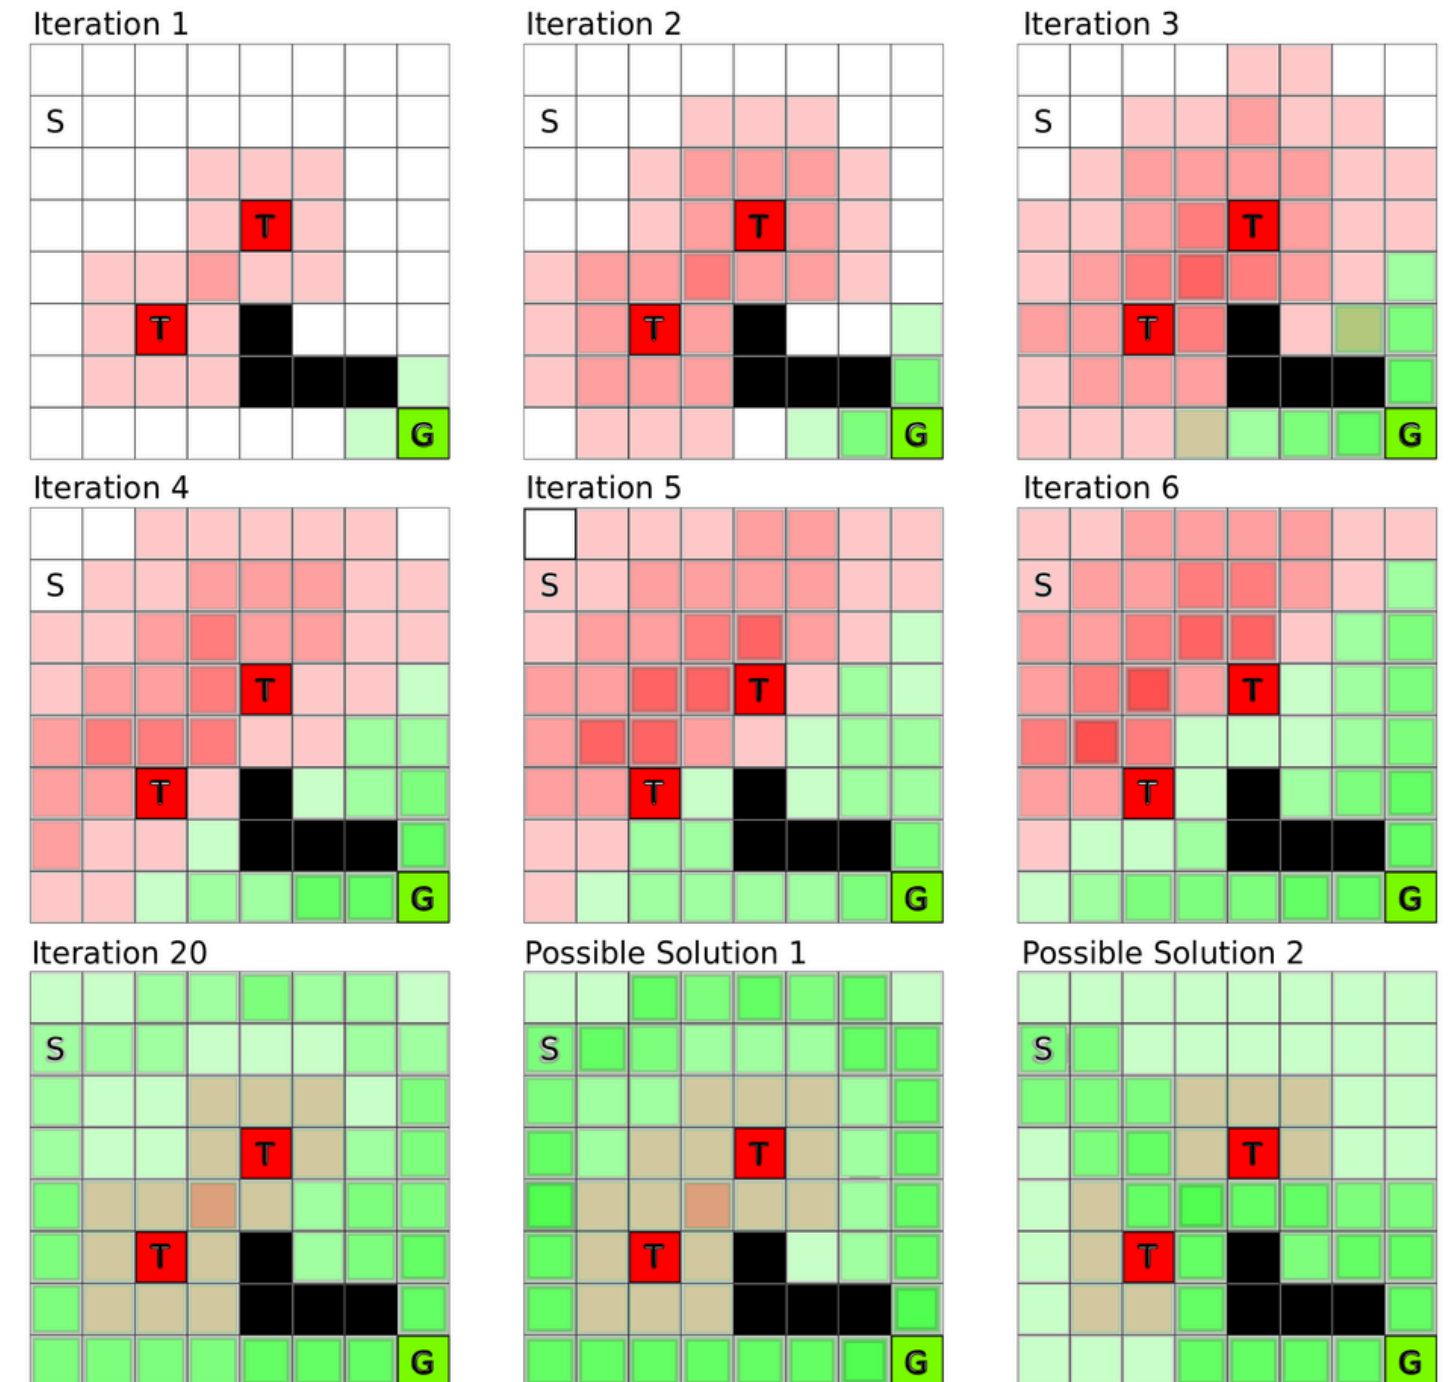 Iteration 1
Iteration 2
Iteration 3
S
S
S
T
T
T
T
T
T
G
G
G
Iteration 4
Iteration 5
Iteration 6
S
S
S
T
T
T
T
T
T
G
G
G
Iteration 20
Possible Solution 1
Possible Solution 2
S
S
S
T
T
T
T
T
T
G
G
G